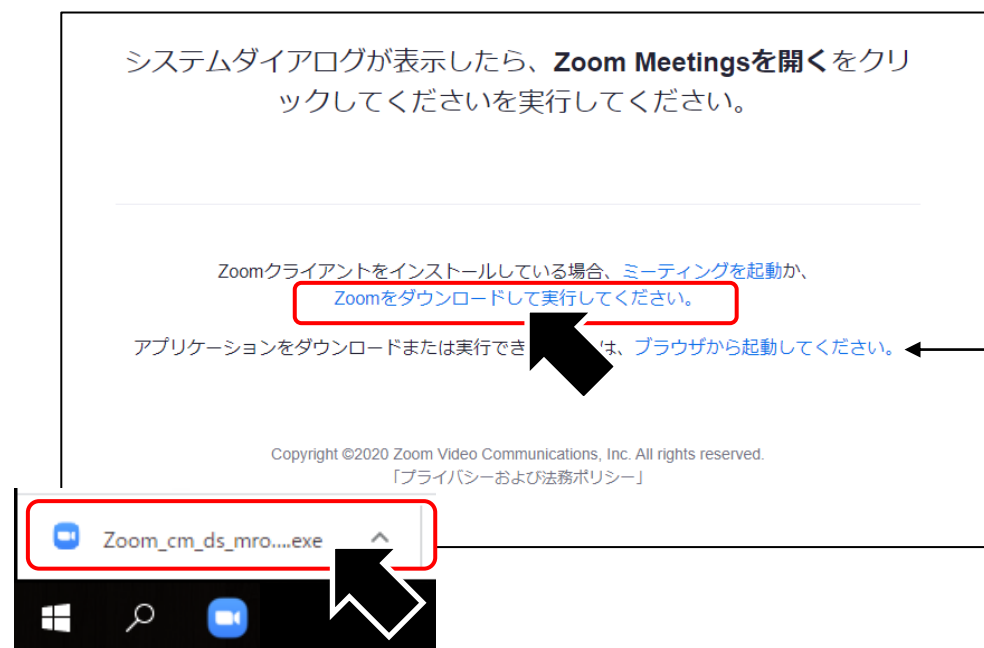 システムダイアログが表示したら、Zoom Meetingsを開くをクリ
ックしてくださいを実行してください。
Zoomクライアントをインストールしている場合、ミーティングを起動か、
Zoomをダウンロードして実行してください。
アプリケーションをダウンロードまたは実行でき は、ブラウザから起動してください。
Copyright ©2020 Zoom Video Communications, Inc. All rights reserved.
「プライバシーおよび法務ポリシー」
Zoom_cm_ds_mro....exe